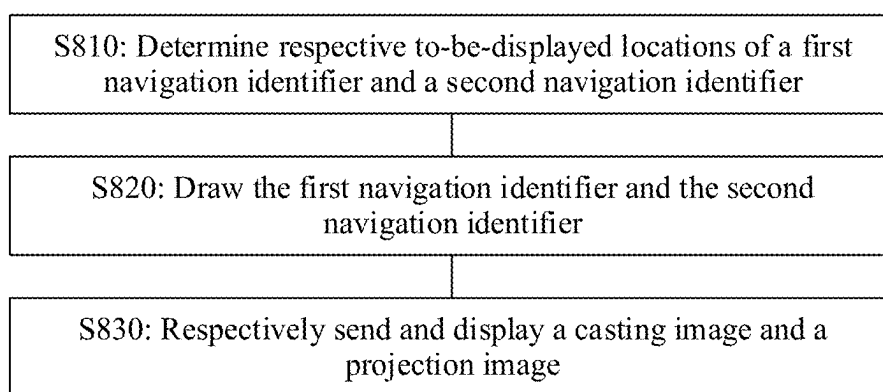 S810: Determine respective to-be-displayed locations of a first
navigation identifier and a second navigation identifier
S820: Draw the first navigation identifier and the second
navigation identifier
S830: Respectively send and display a casting image and a
projection image